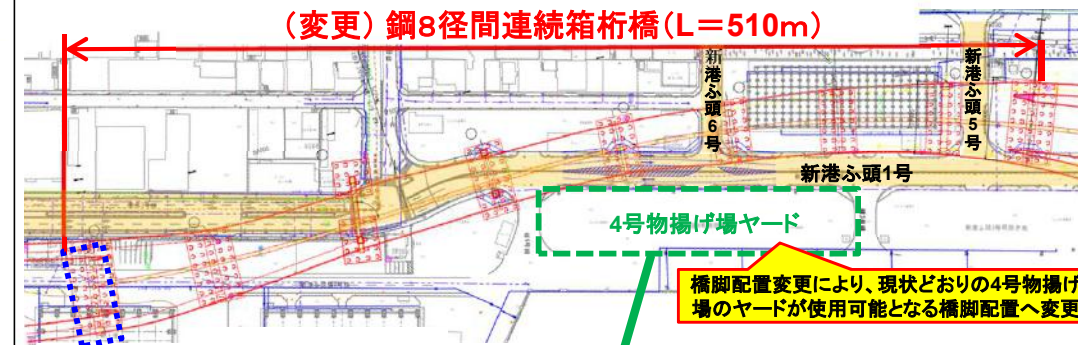 （変更）鋼8径間連続箱桁橋（L＝510m）
新港ふ頭6号
新港ふ頭5号
新港ふ頭1号
4号物揚げ場ヤード
橋脚配置変更により、現状どおりの4号物揚げ
場のヤードが使用可能となる橋脚配置へ変更